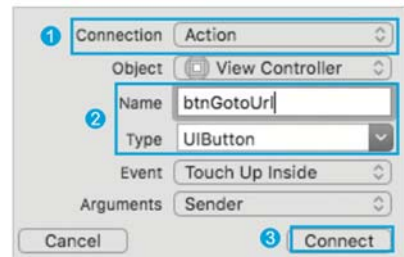 1 Connection Action
Object View Controller
2 Name btnGotoUrl
Type UIButton
Event Touch Up Inside
Arguments Sender
Cancel 3 Connect